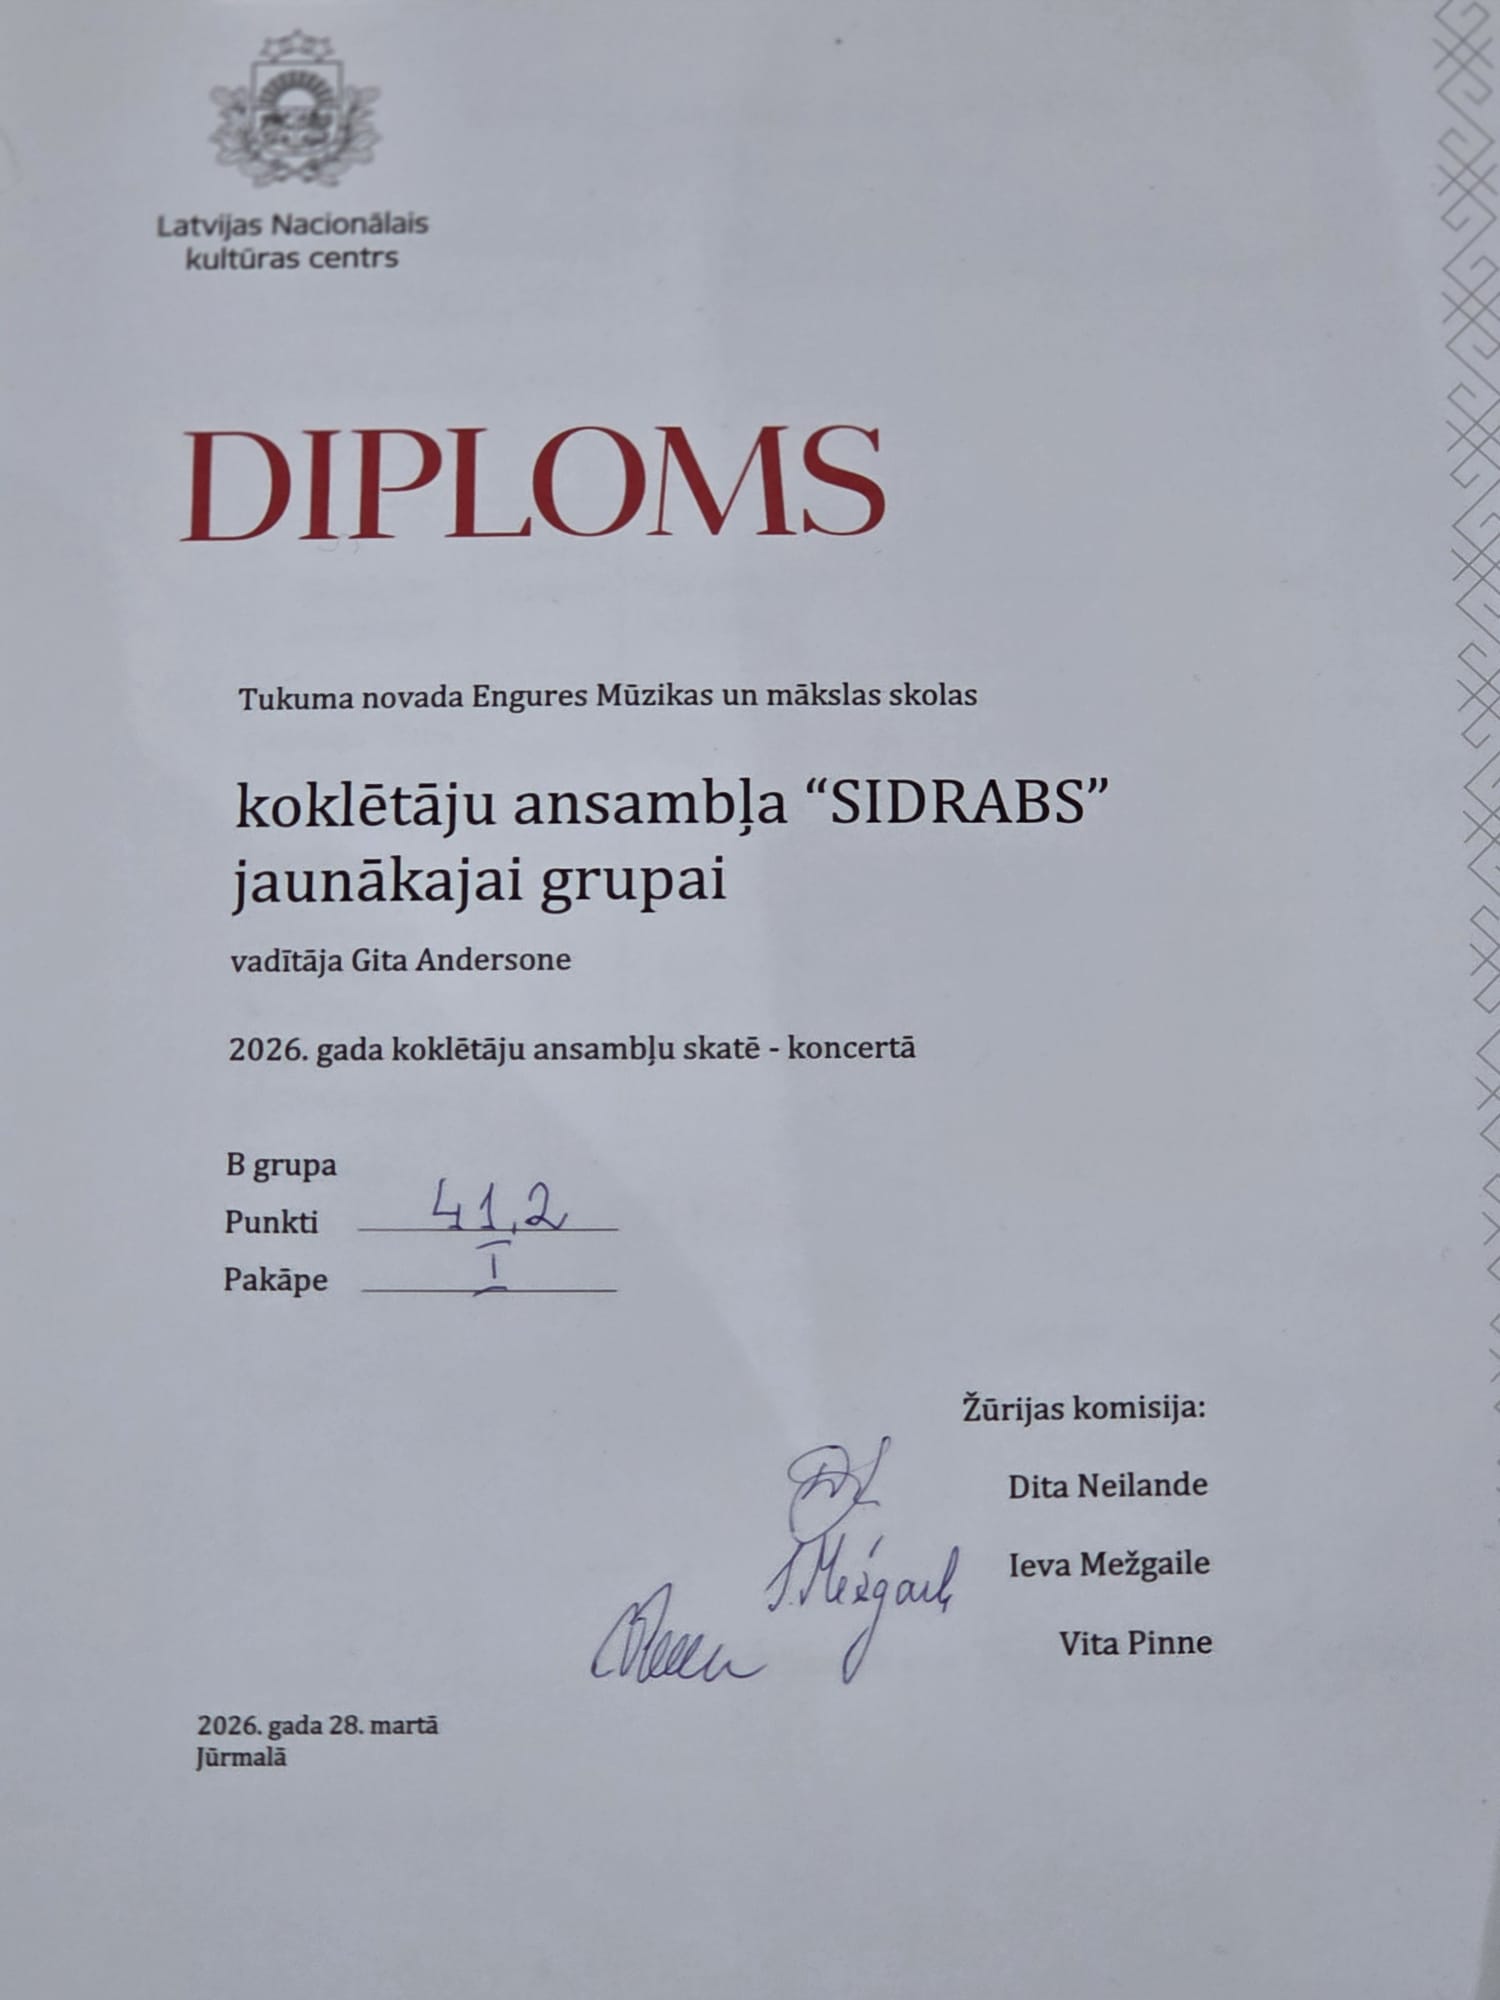 Latvijas Nacionālais
kultūras centrs
DIPLOMS
Tukuma novada Engures Mūzikas un mākslas skolas
koklētāju ansambļa “SIDRABS”
jaunākajai grupai
vadītāja Gita Andersone
2026. gada koklētāju ansambļu skatē - koncertā
B grupa
Punkti 41,2
Pakāpe I
Žūrijas komisija:
Dita Neilande
Ieva Mežgaile
Vita Pinne
2026. gada 28. martā
Jūrmalā